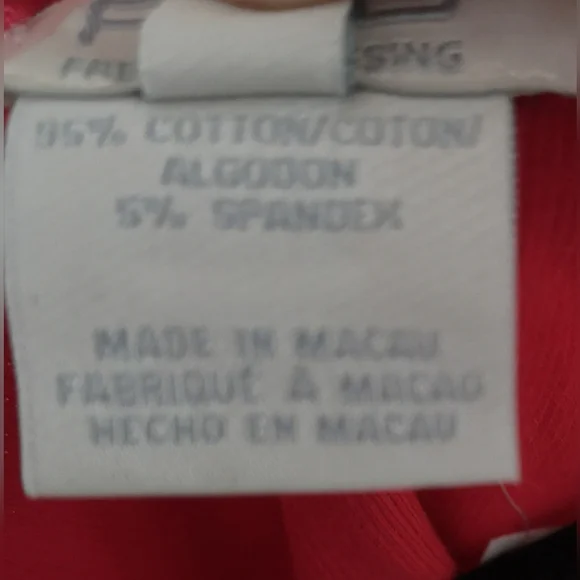 95% COTTON/COTON/
ALGODON
5% SPANDEX
MADE IN MACAU
FABRIQUÉ À MACAO
HECHO EN MACAU